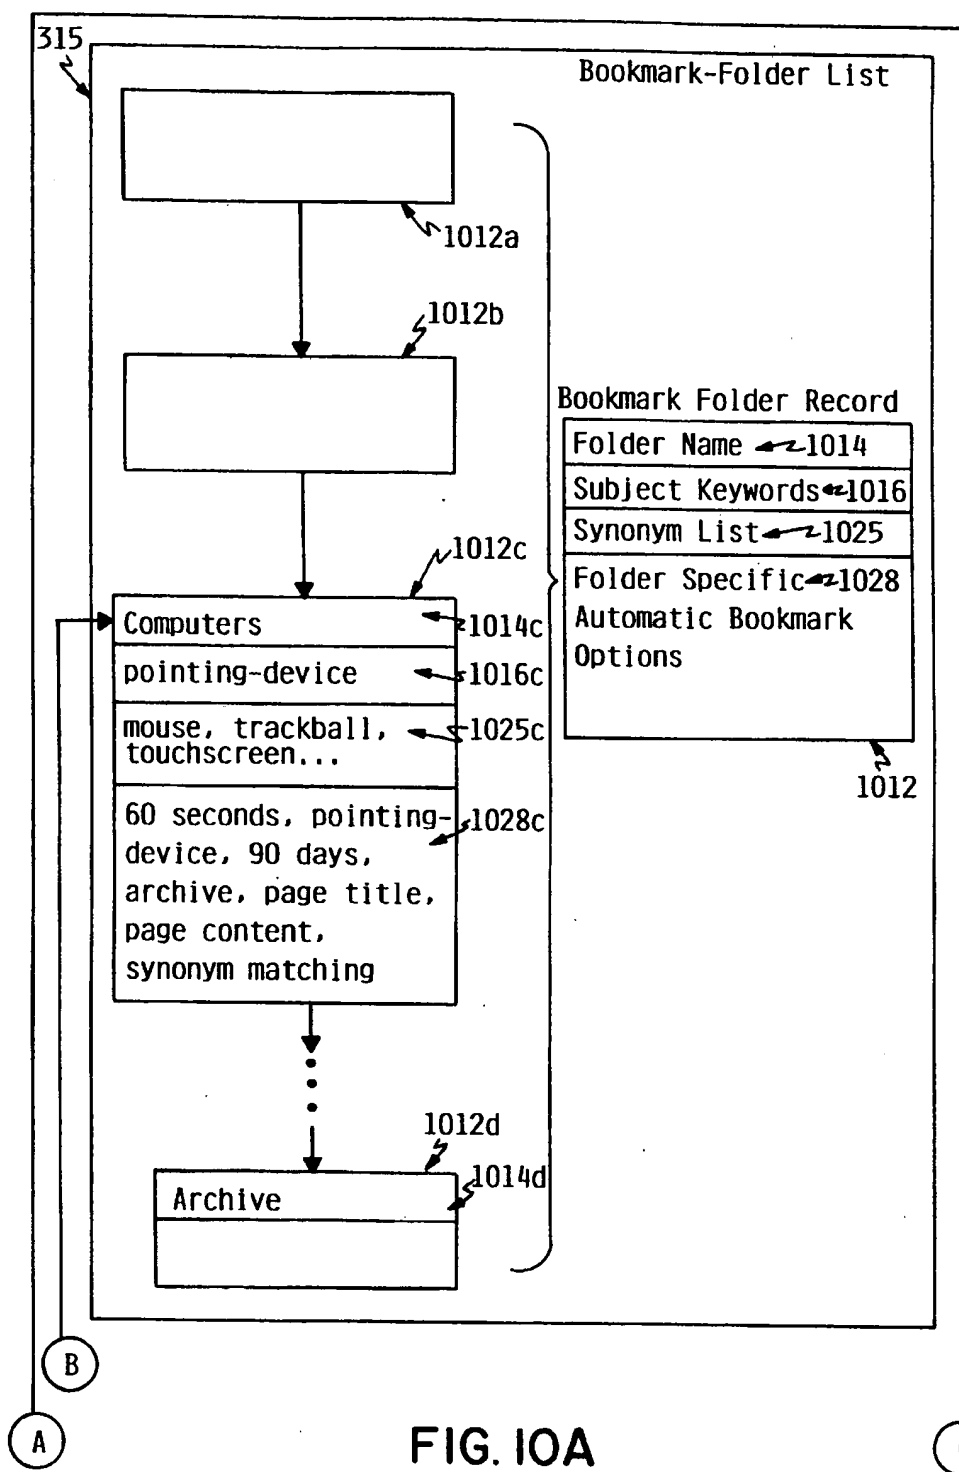 315
Bookmark-Folder List
1012a
1012b
Bookmark Folder Record
Folder Name 1014
Subject Keywords 1016
Synonym List 1025
Folder Specific 1028
Automatic Bookmark
Options
1012
1012c
Computers 1014c
pointing-device 1016c
mouse, trackball, 1025c
touchscreen...
60 seconds, pointing- 1028c
device, 90 days,
archive, page title,
page content,
synonym matching
1012d
1014d
Archive
B
A
FIG. 10A